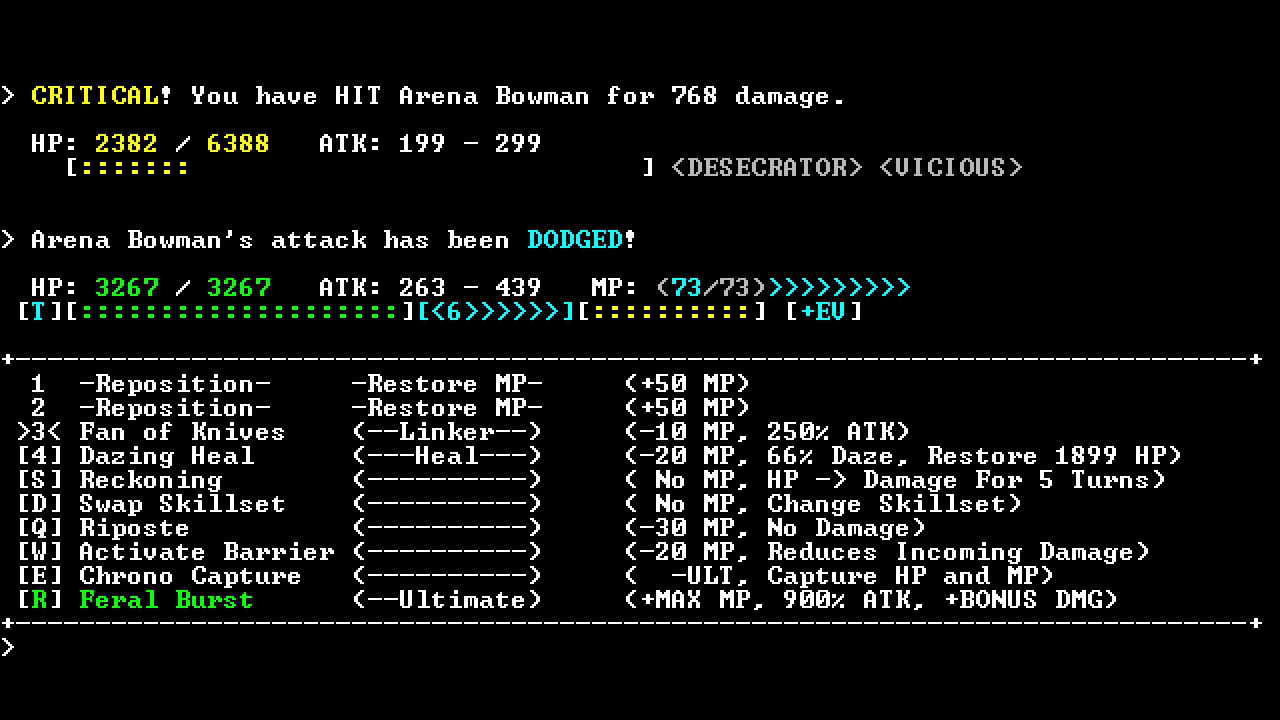 > CRITICAL! You have HIT Arena Bowman for 768 damage.
HP: 2382 / 6388   ATK: 199 - 299
[:::::::                             ] <DESECRATOR> <VICIOUS>
> Arena Bowman's attack has been DODGED!
HP: 3267 / 3267   ATK: 263 - 439   MP: (73/73)>>>>>>>>>
[T][::::::::::::::::::::][<6>>>>>>][::::::::::] [+EV]
+-----------------------------------------------------------------------------+
1  -Reposition-     -Restore MP-     (+50 MP)
2  -Reposition-     -Restore MP-     (+50 MP)
>3< Fan of Knives    (--Linker--)     (-10 MP, 250% ATK)
[4] Dazing Heal      (---Heal---)     (-20 MP, 66% Daze, Restore 1899 HP)
[S] Reckoning        (----------)     ( No MP, HP -> Damage For 5 Turns)
[D] Swap Skillset    (----------)     ( No MP, Change Skillset)
[Q] Riposte          (----------)     (-30 MP, No Damage)
[W] Activate Barrier (----------)     (-20 MP, Reduces Incoming Damage)
[E] Chrono Capture   (----------)     (  -ULT, Capture HP and MP)
[R] Feral Burst      (--Ultimate)     (+MAX MP, 900% ATK, +BONUS DMG)
+-----------------------------------------------------------------------------+
>